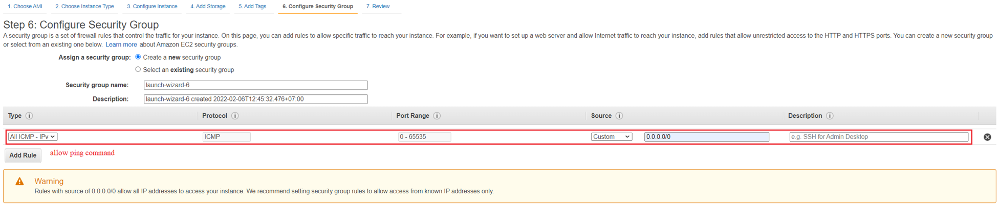 1. Choose AMI 2. Choose Instance Type 3. Configure Instance 4. Add Storage 5. Add Tags 6. Configure Security Group 7. Review
Step 6: Configure Security Group
A security group is a set of firewall rules that control the traffic for your instance. On this page, you can add rules to allow specific traffic to reach your instance. For example, if you want to set up a web server and allow Internet traffic to reach your instance, add rules that allow unrestricted access to the HTTP and HTTPS ports. You can create a new security group
or select from an existing one below. Learn more about Amazon EC2 security groups.
Assign a security group: Create a new security group
Select an existing security group
Security group name: launch-wizard-6
Description: launch-wizard-6 created 2022-02-06T12:45:32.476+07:00
Type i Protocol i Port Range i Source i Description i
All ICMP - IPv ICMP 0 - 65535 Custom 0.0.0.0/0 e.g. SSH for Admin Desktop
Add Rule allow ping command
Warning
Rules with source of 0.0.0.0/0 allow all IP addresses to access your instance. We recommend setting security group rules to allow access from known IP addresses only.